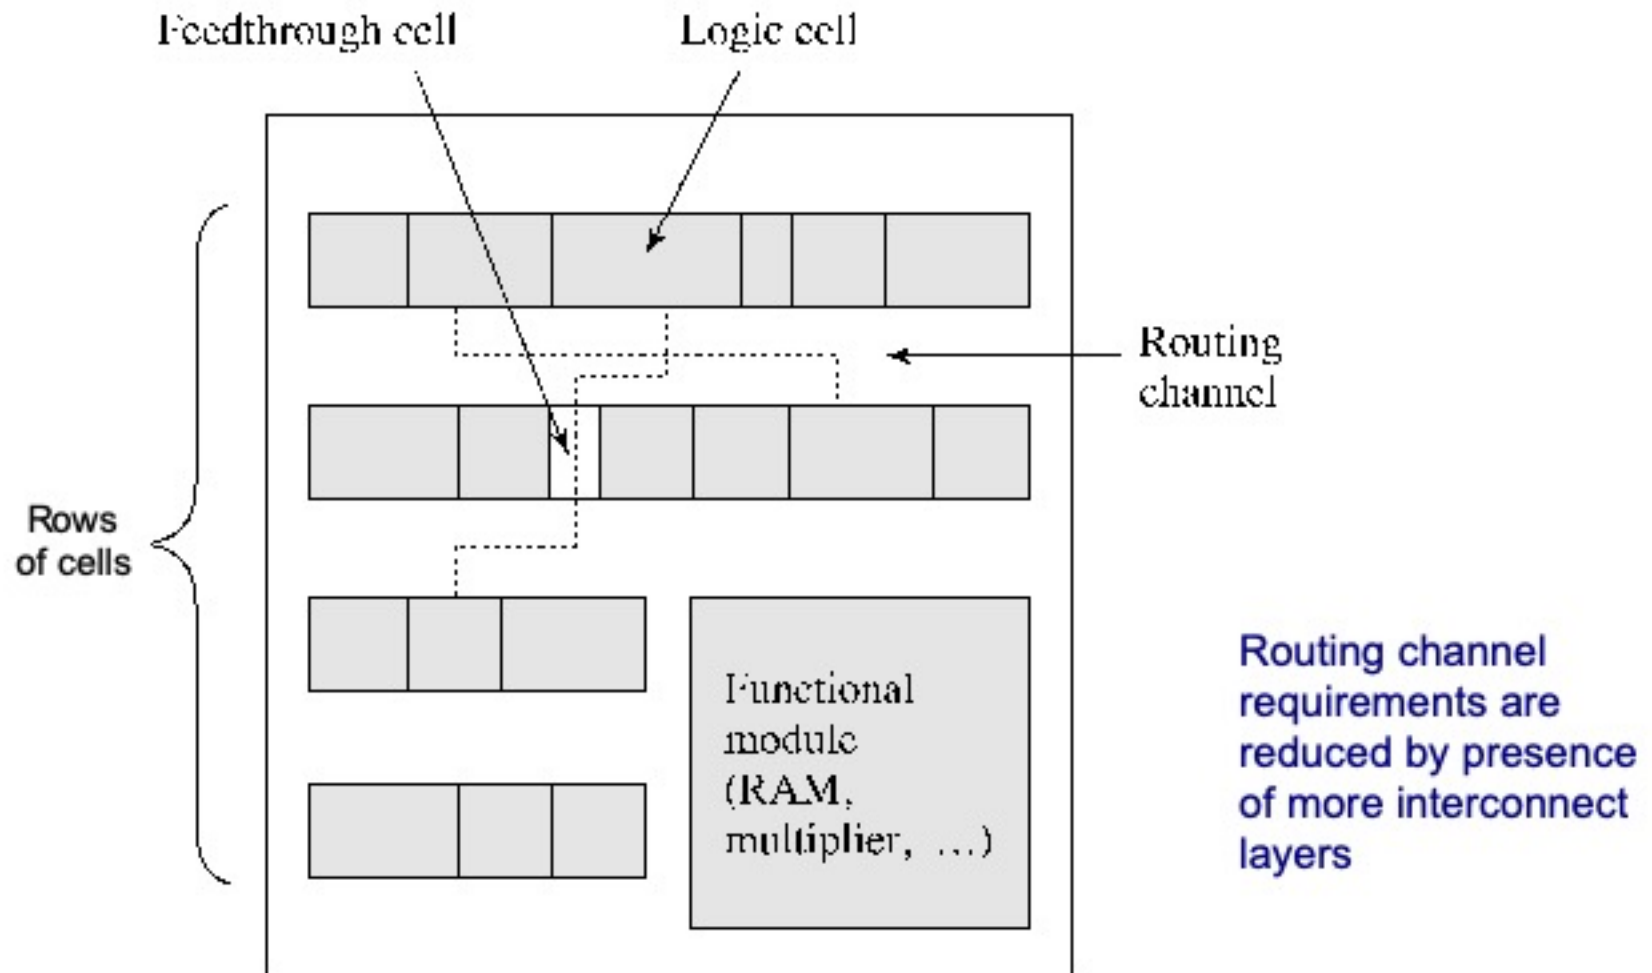 Feedthrough cell
Logic cell
Routing
channel
Rows
of cells
Functional
module
(RAM,
multiplier, …)
Routing channel
requirements are
reduced by presence
of more interconnect
layers